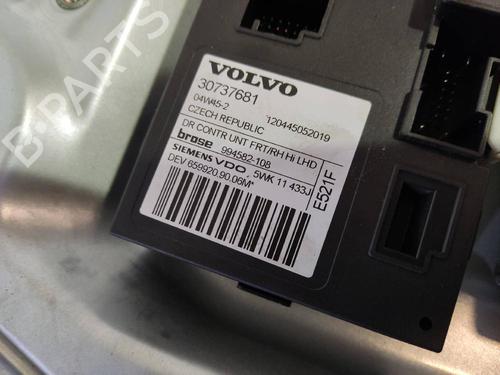 VOLVO
30737681
04W45-2 120445052019
CZECH REPUBLIC
DR CONTR UNT FRT/RH Hi LHD
brose 994582-108
SIEMENS VDO 5WK 11 433J
DEV 659920.90.06M*
E521F
B-PARTS